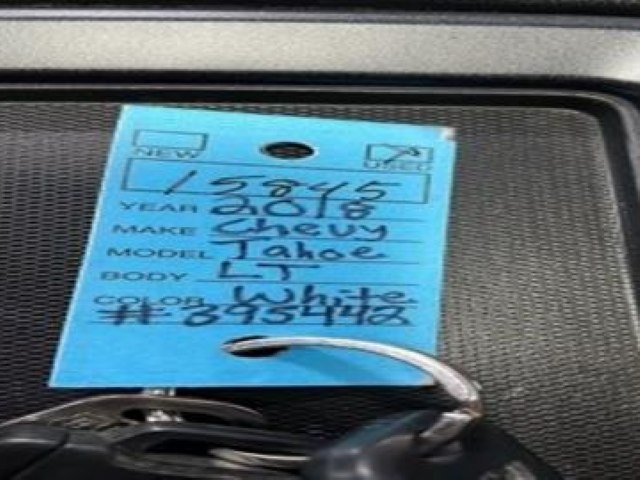 NEW USED
15845
YEAR 2018
MAKE Chevy
MODEL Tahoe
BODY LT
COLOR White
# 395442